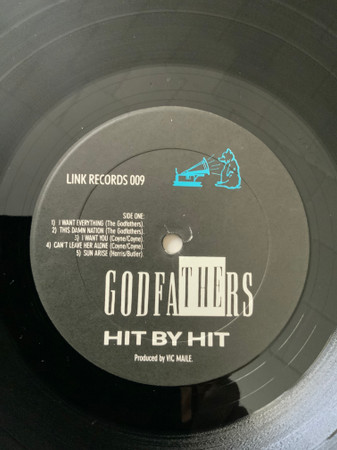 LINK RECORDS 009
SIDE ONE:
1) I WANT EVERYTHING (The Godfathers).
2) THIS DAMN NATION (The Godfathers).
3) I WANT YOU (Coyne/Coyne).
4) CAN'T LEAVE HER ALONE (Coyne/Coyne).
5) SUN ARISE (Harris/Butler).
GODFATHERS
HIT BY HIT
Produced by VIC MAILE.